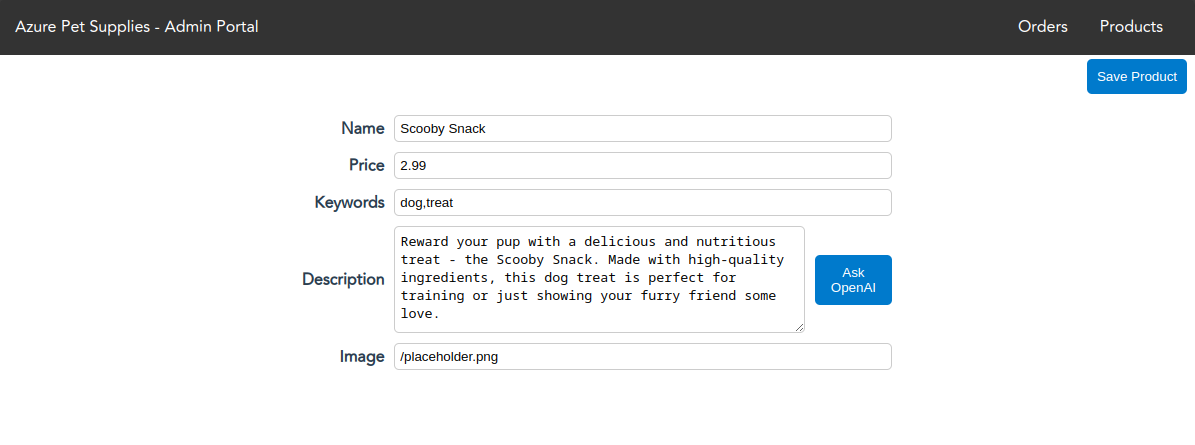 Azure Pet Supplies - Admin Portal
Orders
Products
Save Product
Name
Scooby Snack
Price
2.99
Keywords
dog,treat
Description
Reward your pup with a delicious and nutritious
treat - the Scooby Snack. Made with high-quality
ingredients, this dog treat is perfect for
training or just showing your furry friend some
love.
Ask
OpenAI
Image
/placeholder.png